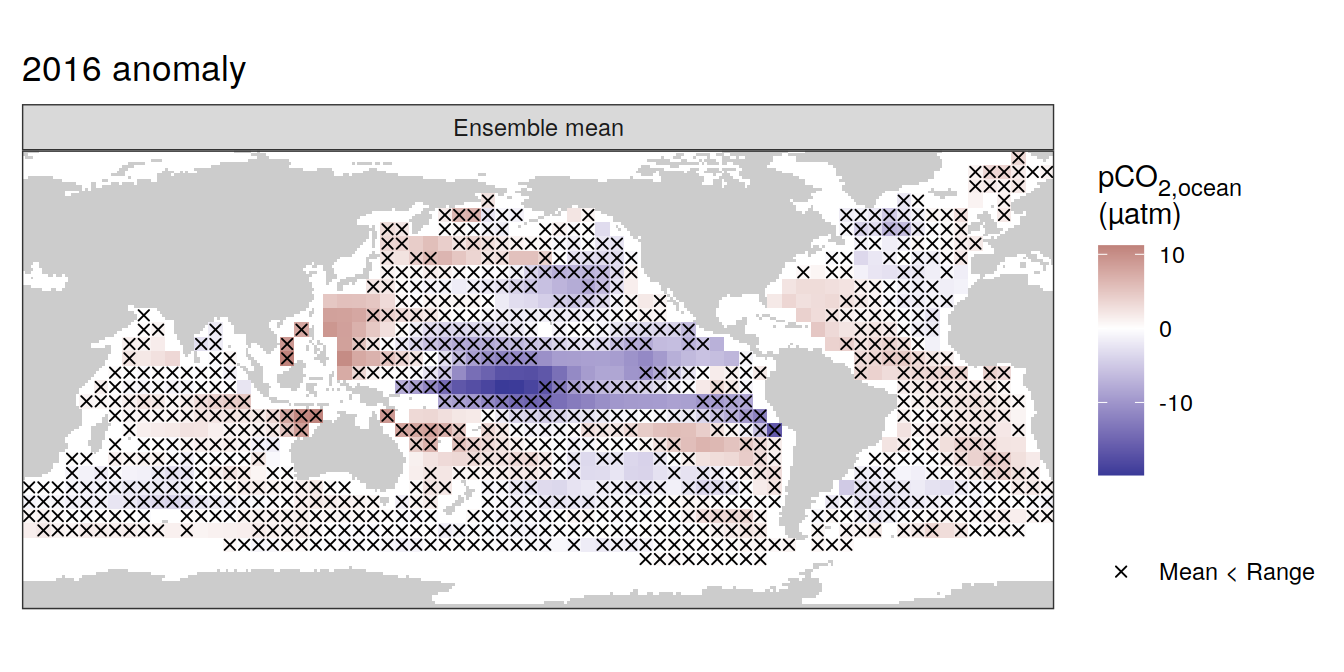 2016 anomaly
Ensemble mean
pCO2,ocean
(µatm)
10
0
-10
Mean < Range